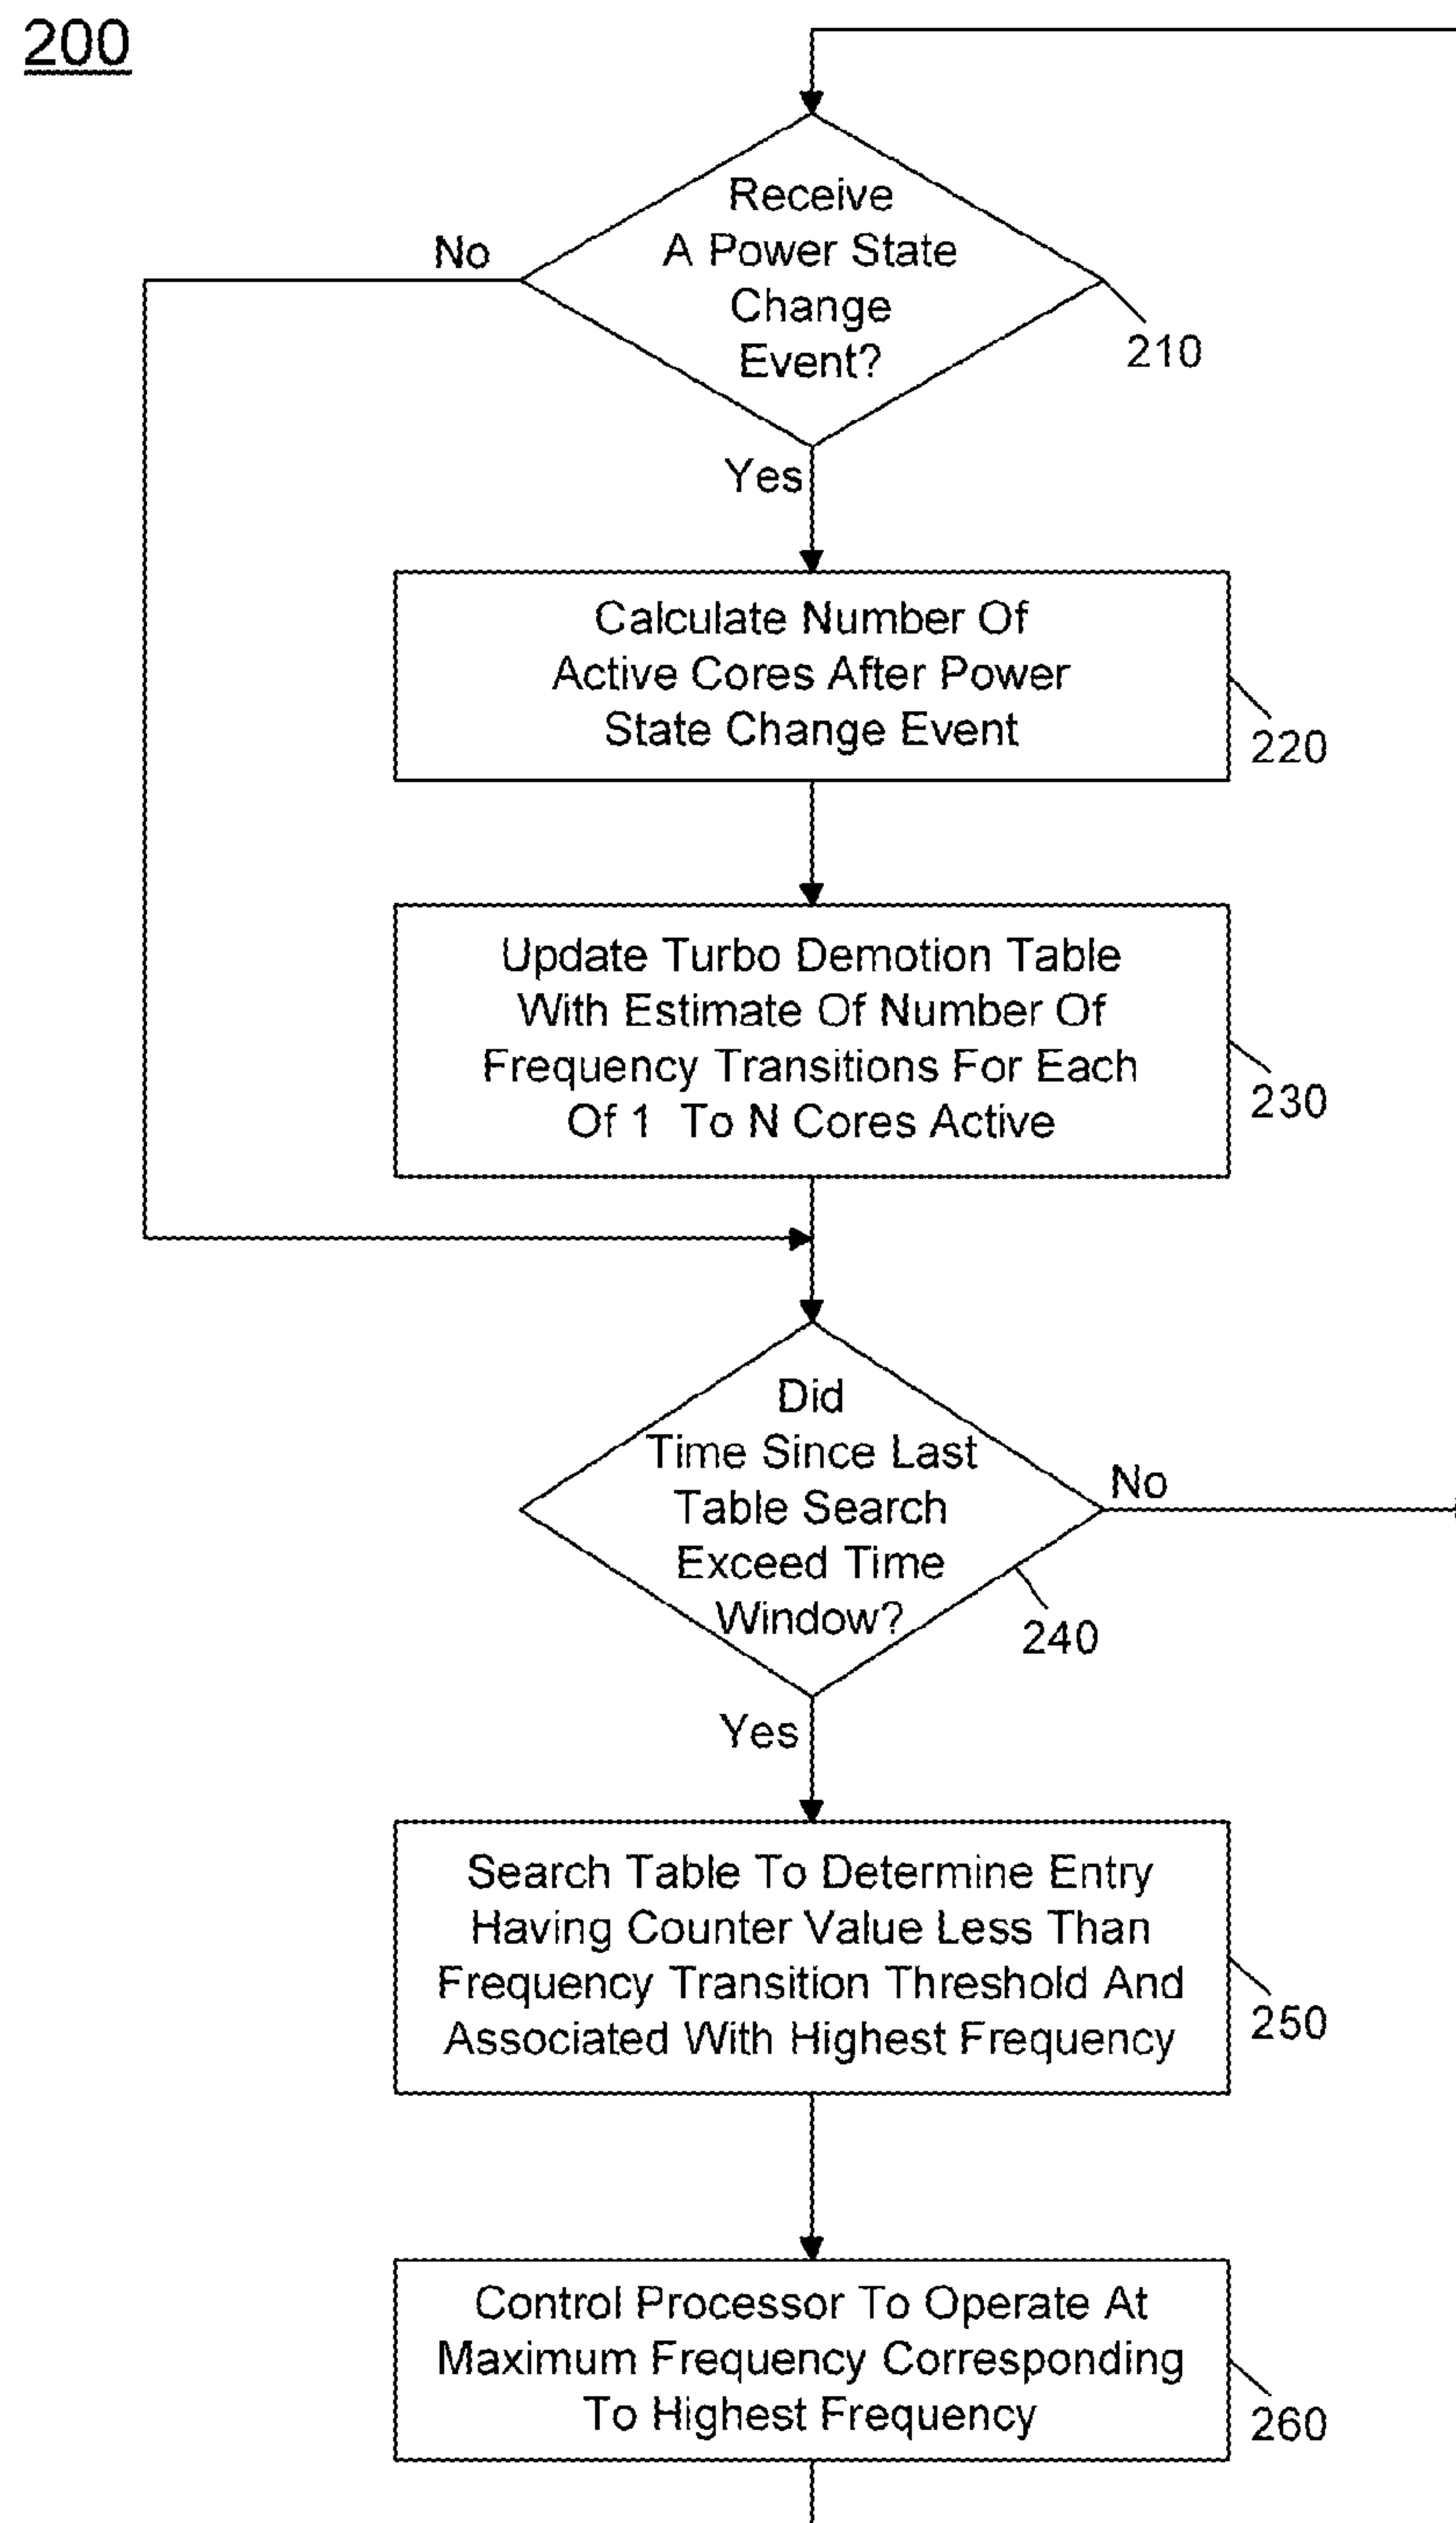 200
Receive
A Power State
Change
Event?
No
210
Yes
Calculate Number Of
Active Cores After Power
State Change Event
220
Update Turbo Demotion Table
With Estimate Of Number Of
Frequency Transitions For Each
Of 1 To N Cores Active
230
Did
Time Since Last
Table Search
Exceed Time
Window?
No
240
Yes
Search Table To Determine Entry
Having Counter Value Less Than
Frequency Transition Threshold And
Associated With Highest Frequency
250
Control Processor To Operate At
Maximum Frequency Corresponding
To Highest Frequency
260